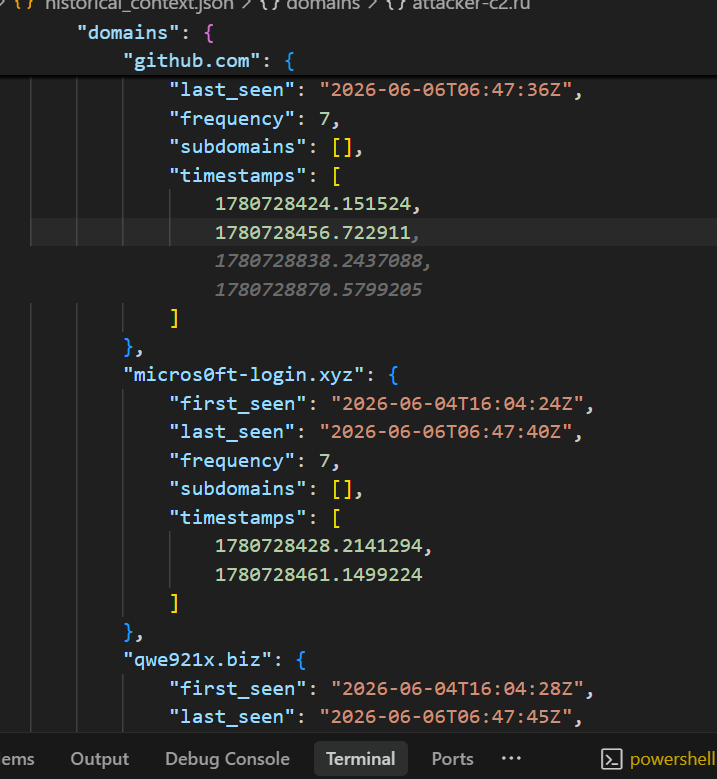 historical_context.json > {} domains > {} attacker-c2.ru
"domains": {
"github.com": {
"last_seen": "2026-06-06T06:47:36Z",
"frequency": 7,
"subdomains": [],
"timestamps": [
1780728424.151524,
1780728456.722911,
1780728838.2437088,
1780728870.5799205
]
},
"micros0ft-login.xyz": {
"first_seen": "2026-06-04T16:04:24Z",
"last_seen": "2026-06-06T06:47:40Z",
"frequency": 7,
"subdomains": [],
"timestamps": [
1780728428.2141294,
1780728461.1499224
]
},
"qwe921x.biz": {
"first_seen": "2026-06-04T16:04:28Z",
"last_seen": "2026-06-06T06:47:45Z",
ems Output Debug Console Terminal Ports ··· powershell